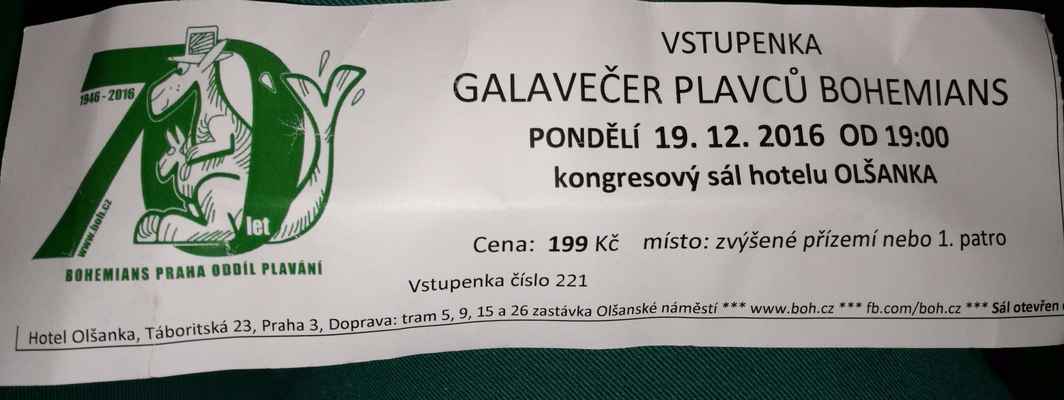 VSTUPENKA
GALAVEČER PLAVCŮ BOHEMIANS
PONDĚLÍ 19. 12. 2016 OD 19:00
kongresový sál hotelu OLŠANKA
Cena: 199 Kč místo: zvýšené přízemí nebo 1. patro
Vstupenka číslo 221
70
1946 - 2016
www.boh.cz
let
BOHEMIANS PRAHA ODDÍL PLAVÁNÍ
Hotel Olšanka, Táboritská 23, Praha 3, Doprava: tram 5, 9, 15 a 26 zastávka Olšanské náměstí *** www.boh.cz *** fb.com/boh.cz *** Sál otevřen